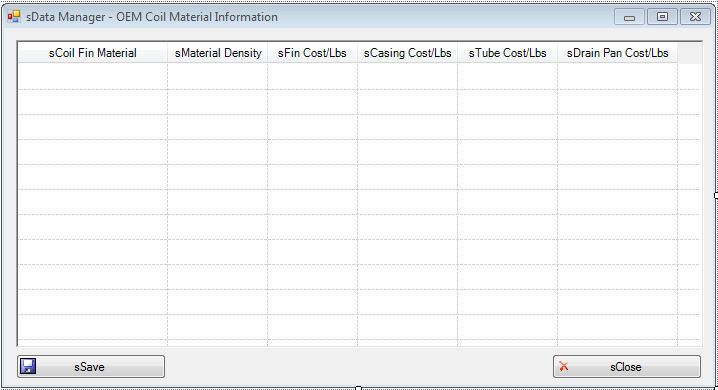 sData Manager - OEM Coil Material Information
sCoil Fin Material sMaterial Density sFin Cost/Lbs sCasing Cost/Lbs sTube Cost/Lbs sDrain Pan Cost/Lbs
sSave sClose